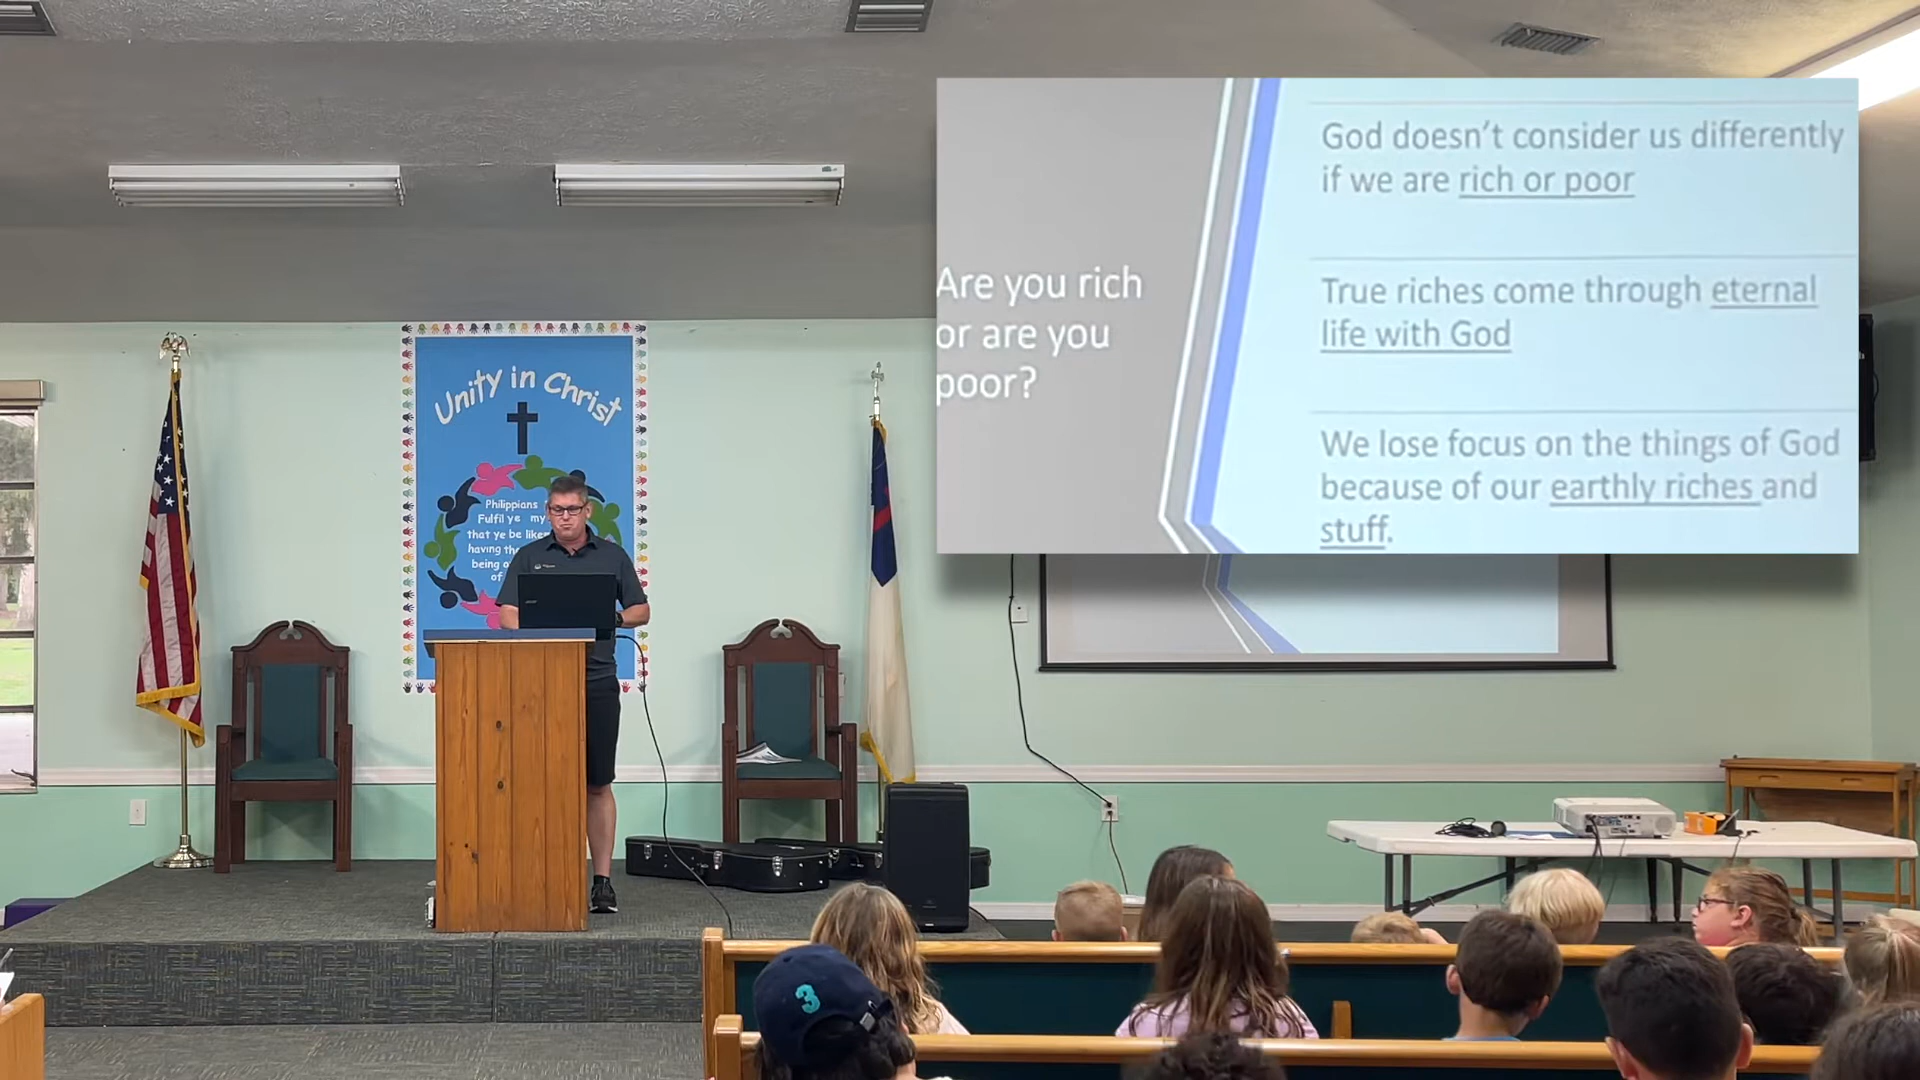 God doesn't consider us differently
if we are rich or poor
Are you rich
or are you
poor?
True riches come through eternal
life with God
We lose focus on the things of God
because of our earthly riches and
stuff.
Unity in Christ
Philippians
Fulfil ye my
that ye be like
having the
being o
of
3